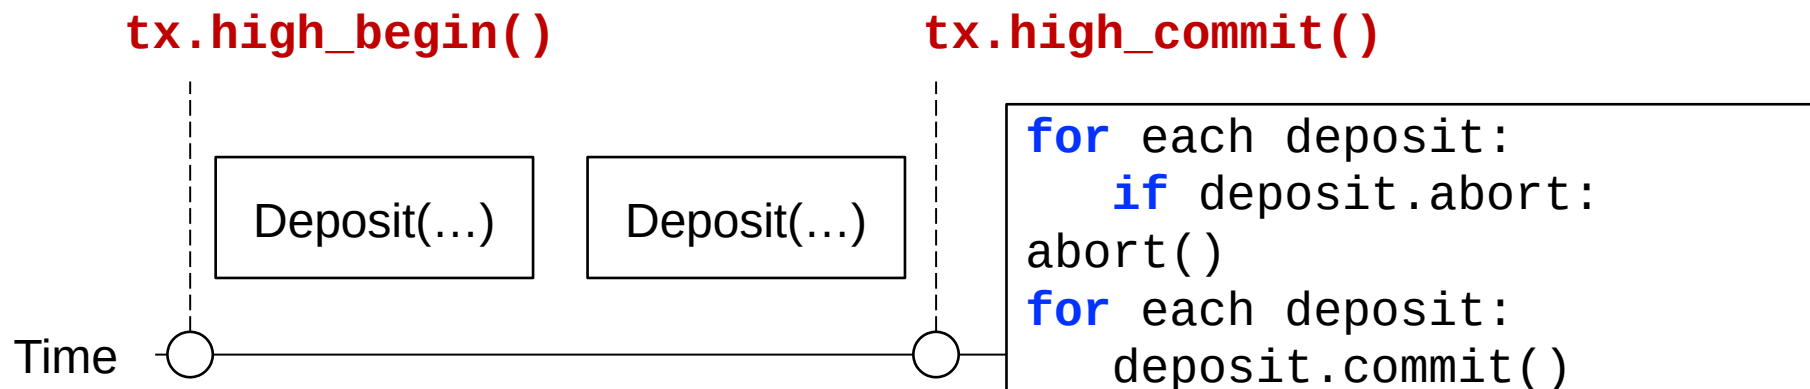 tx.high_begin()
tx.high_commit()
Deposit(…)
Deposit(…)
for each deposit:
   if deposit.abort:
abort()
for each deposit:
   deposit.commit()
Time